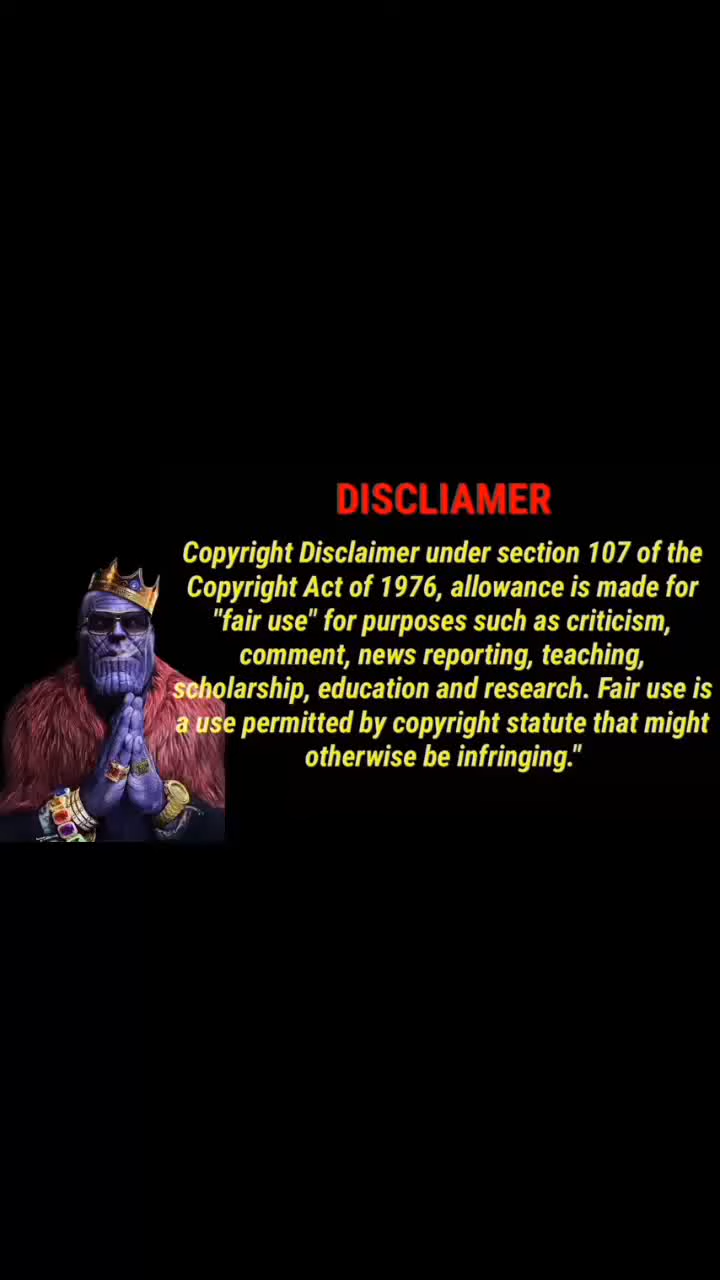 DISCLIAMER
Copyright Disclaimer under section 107 of the
Copyright Act of 1976, allowance is made for
"fair use" for purposes such as criticism,
comment, news reporting, teaching,
scholarship, education and research. Fair use is
a use permitted by copyright statute that might
otherwise be infringing."